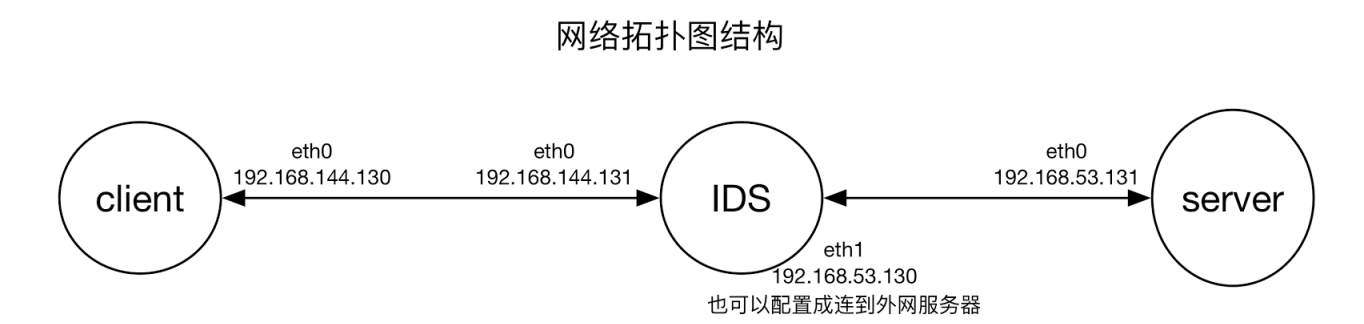 网络拓扑图结构
eth0
192.168.144.130
eth0
192.168.144.131
eth0
192.168.53.131
client
IDS
server
eth1
192.168.53.130
也可以配置成连到外网服务器